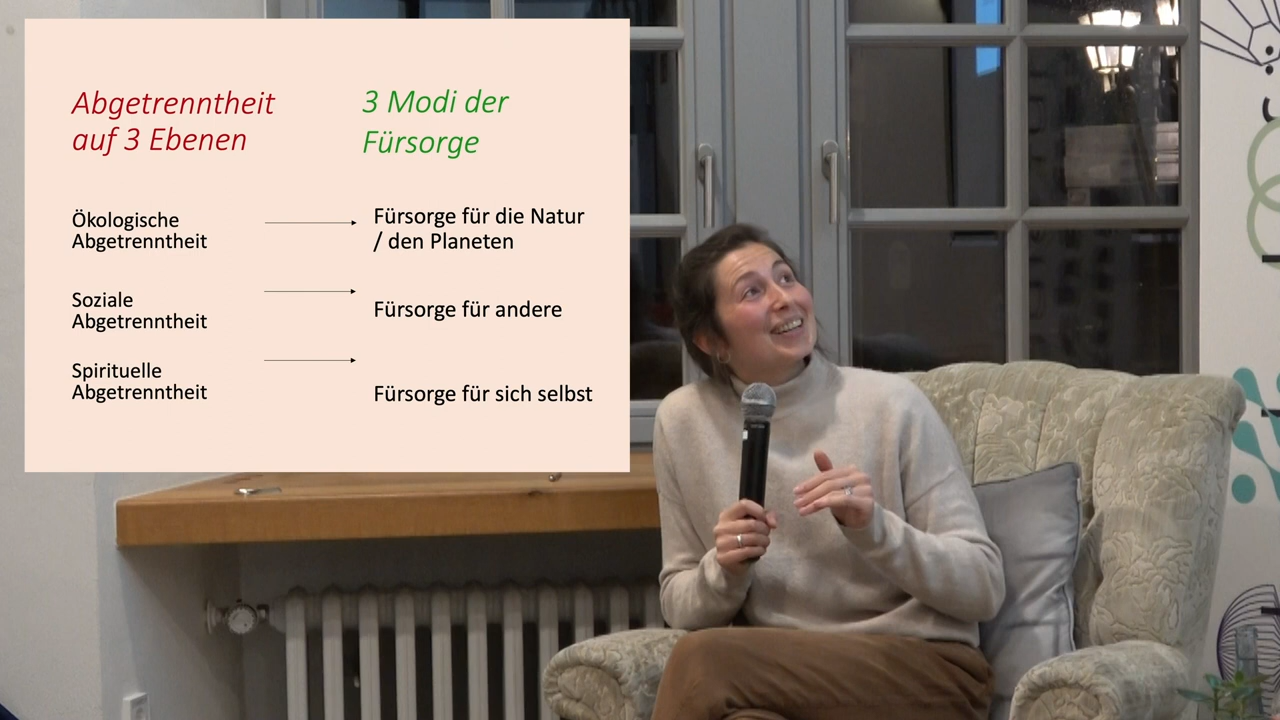 Abgetrenntheit
auf 3 Ebenen
3 Modi der
Fürsorge
Ökologische
Abgetrenntheit
Fürsorge für die Natur
/ den Planeten
Soziale
Abgetrenntheit
Fürsorge für andere
Spirituelle
Abgetrenntheit
Fürsorge für sich selbst